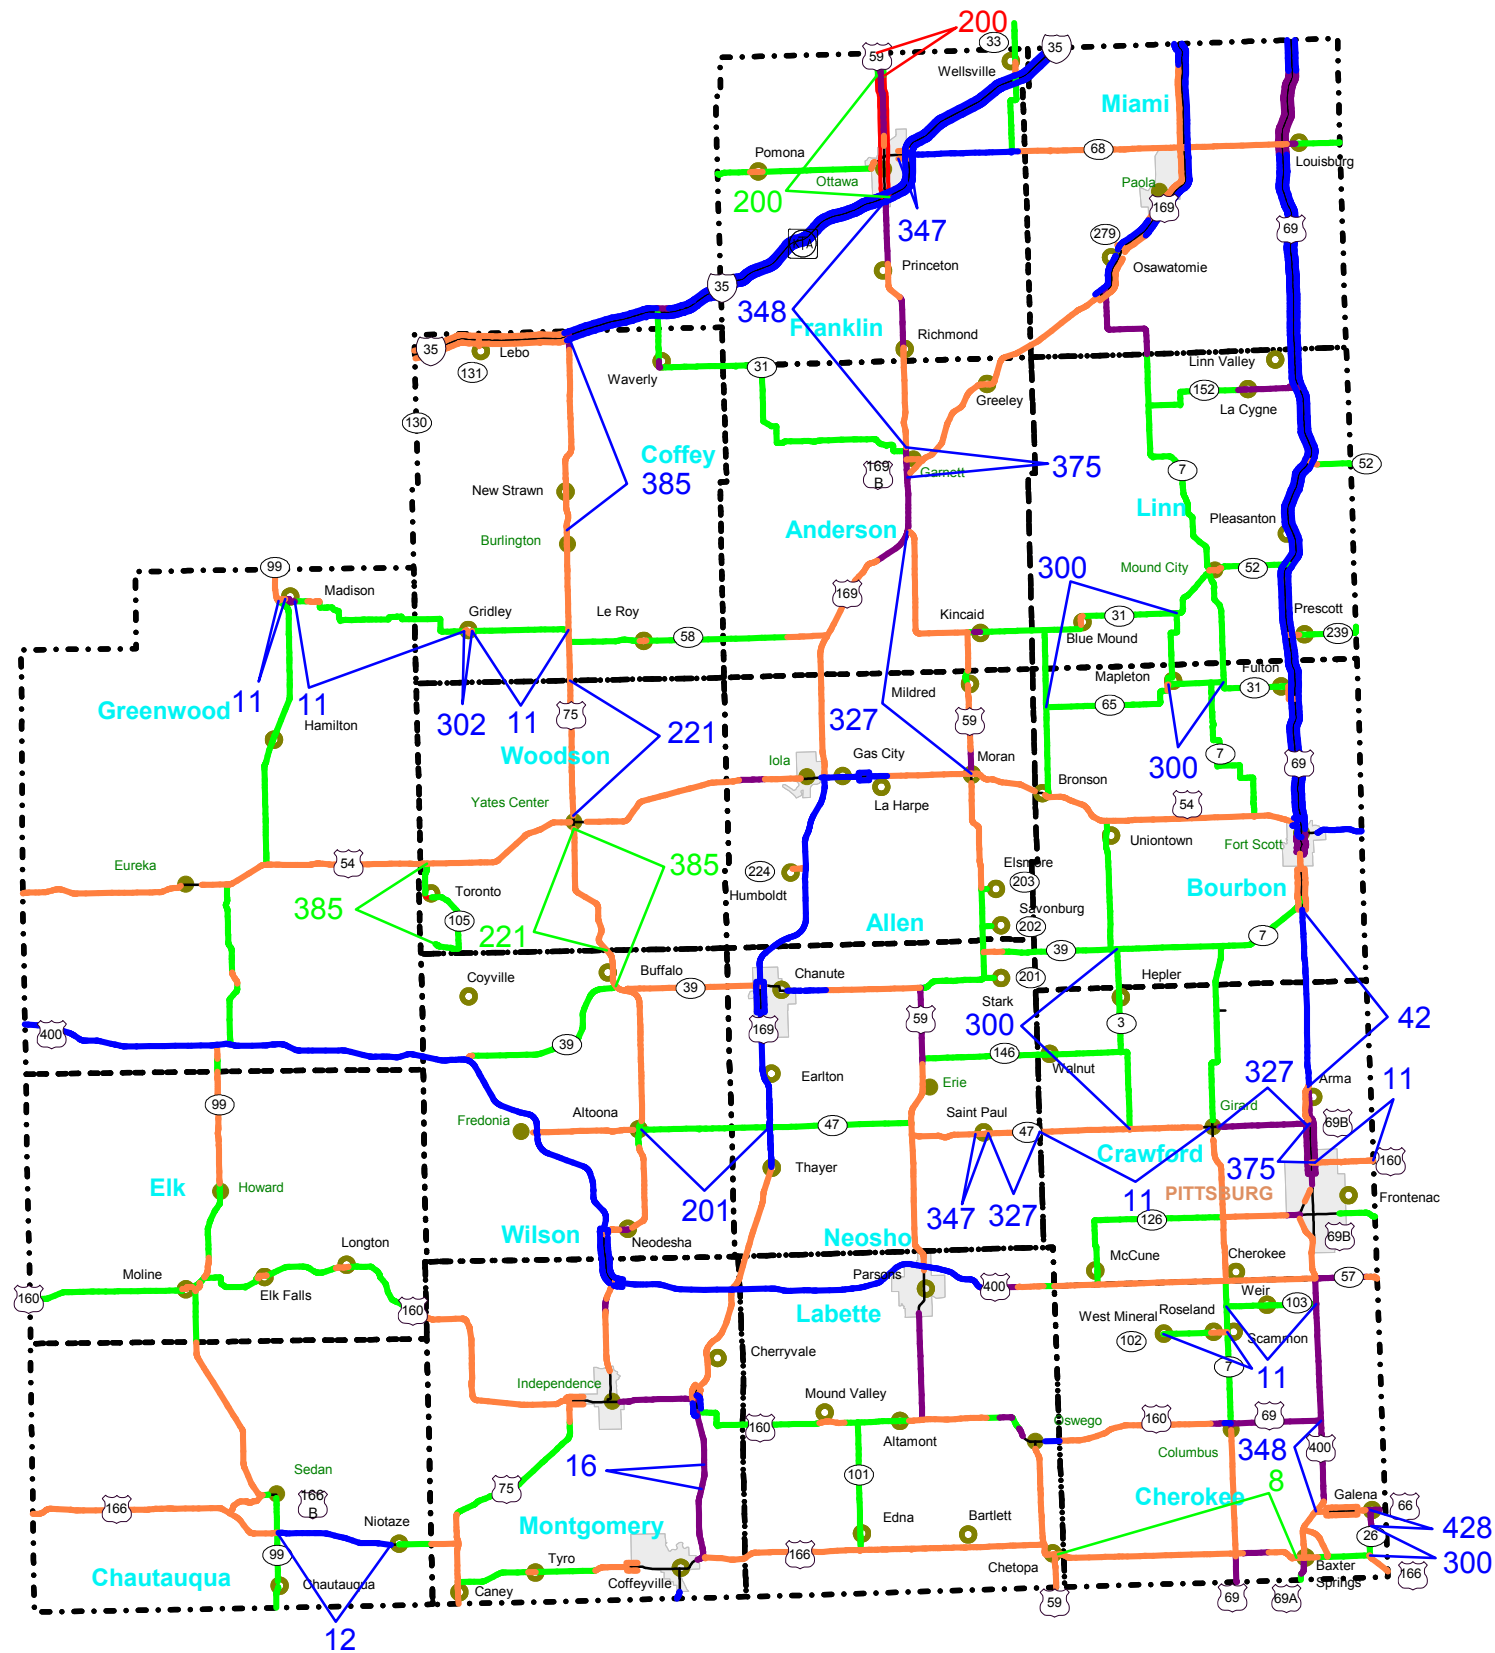 200
33
35
59
Wellsville
Miami
Pomona
68
Louisburg
Ottawa
Paola
200
169
347
69
279
Princeton
Osawatomie
35
348
Franklin
Richmond
35
Lebo
131
Waverly
31
Linn Valley
152
Greeley
La Cygne
130
Coffey
375
169
B
Garnett
7
52
385
New Strawn
Linn
Pleasanton
Anderson
Burlington
99
Mound City
52
300
Madison
169
Gridley
Le Roy
Kincaid
31
Prescott
58
Blue Mound
239
11
11
Greenwood
Hamilton
302
11
75
221
Mildred
327
59
Mapleton
Fulton
65
31
Woodson
Iola
Gas City
Moran
300
7
69
La Harpe
Bronson
Yates Center
54
Uniontown
Fort Scott
Eureka
54
385
224
Humboldt
Elsmore
203
Bourbon
Toronto
385
105
221
Allen
Savonburg
202
7
39
Coyville
Buffalo
39
Chanute
201
Stark
Hepler
400
39
169
59
300
3
42
146
Walnut
Earlton
Erie
327
Arma
11
99
Fredonia
Altoona
47
Saint Paul
47
Girard
69B
Crawford
375
160
Thayer
Elk
Howard
PITTSBURG
Frontenac
201
347
327
11
126
69B
Wilson
Neodesha
Neosho
Longton
Moline
McCune
Cherokee
Parsons
57
160
Elk Falls
160
400
Weir
103
Labette
West Mineral
Roseland
102
Scammon
7
11
Cherryvale
Independence
Mound Valley
160
Altamont
Oswego
160
69
Columbus
348
400
16
Sedan
166
B
75
101
8
166
Cherokee
Galena
66
Niotaze
Montgomery
Edna
Bartlett
26
428
99
Tyro
166
Chetopa
300
Chautauqua
Chautauqua
Caney
Coffeyville
Baxter
Springs
166
59
69
69A
12